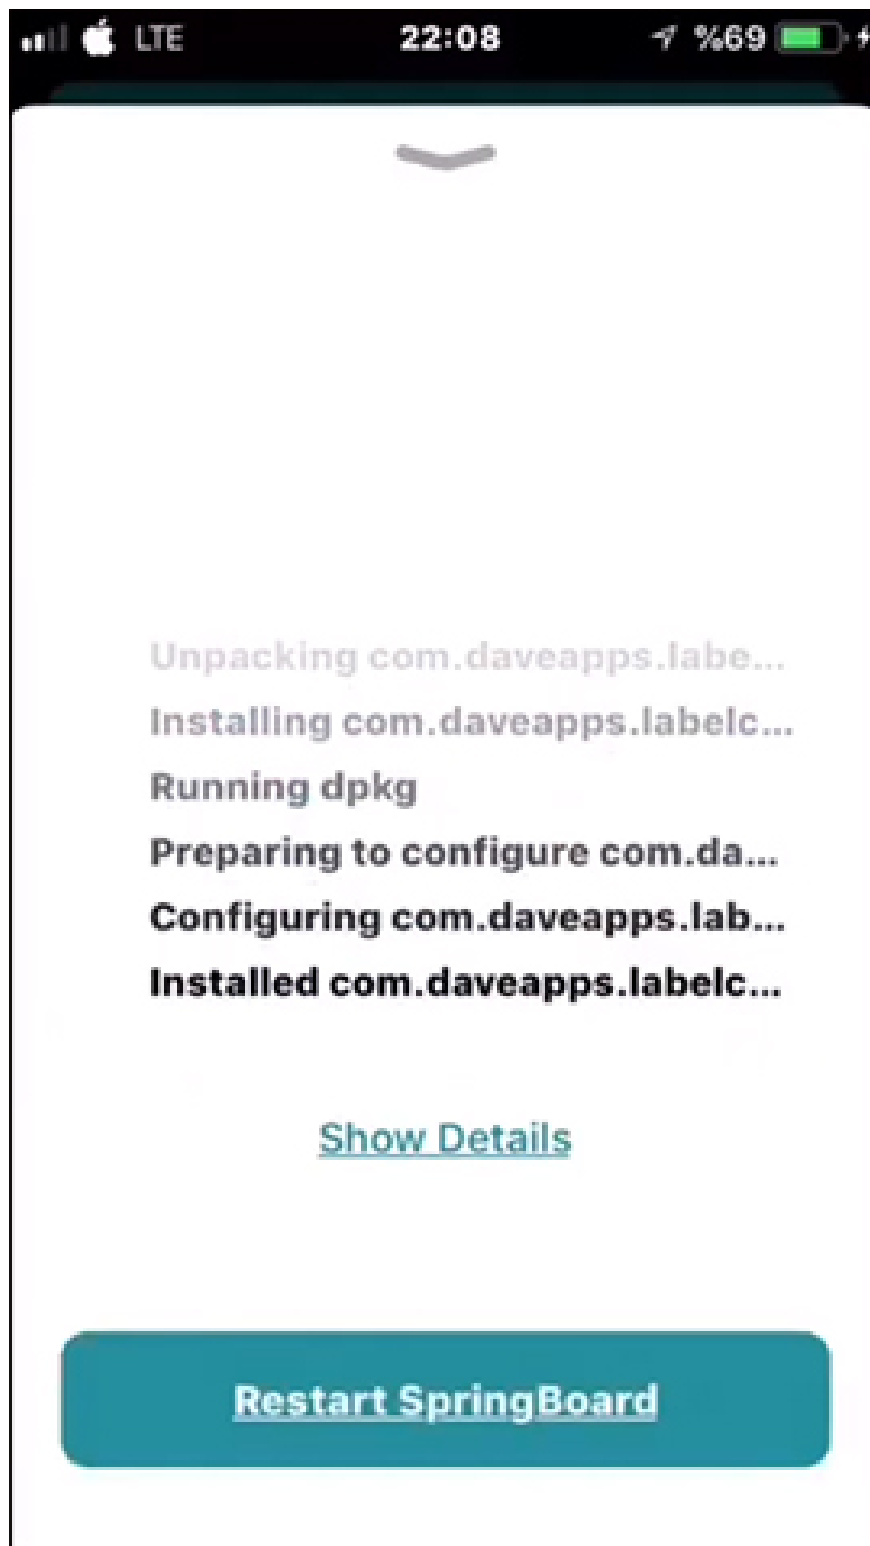 LTE 22:08 %69
Unpacking com.daveapps.labe...
Installing com.daveapps.labelc...
Running dpkg
Preparing to configure com.da...
Configuring com.daveapps.lab...
Installed com.daveapps.labelc...
Show Details
Restart SpringBoard